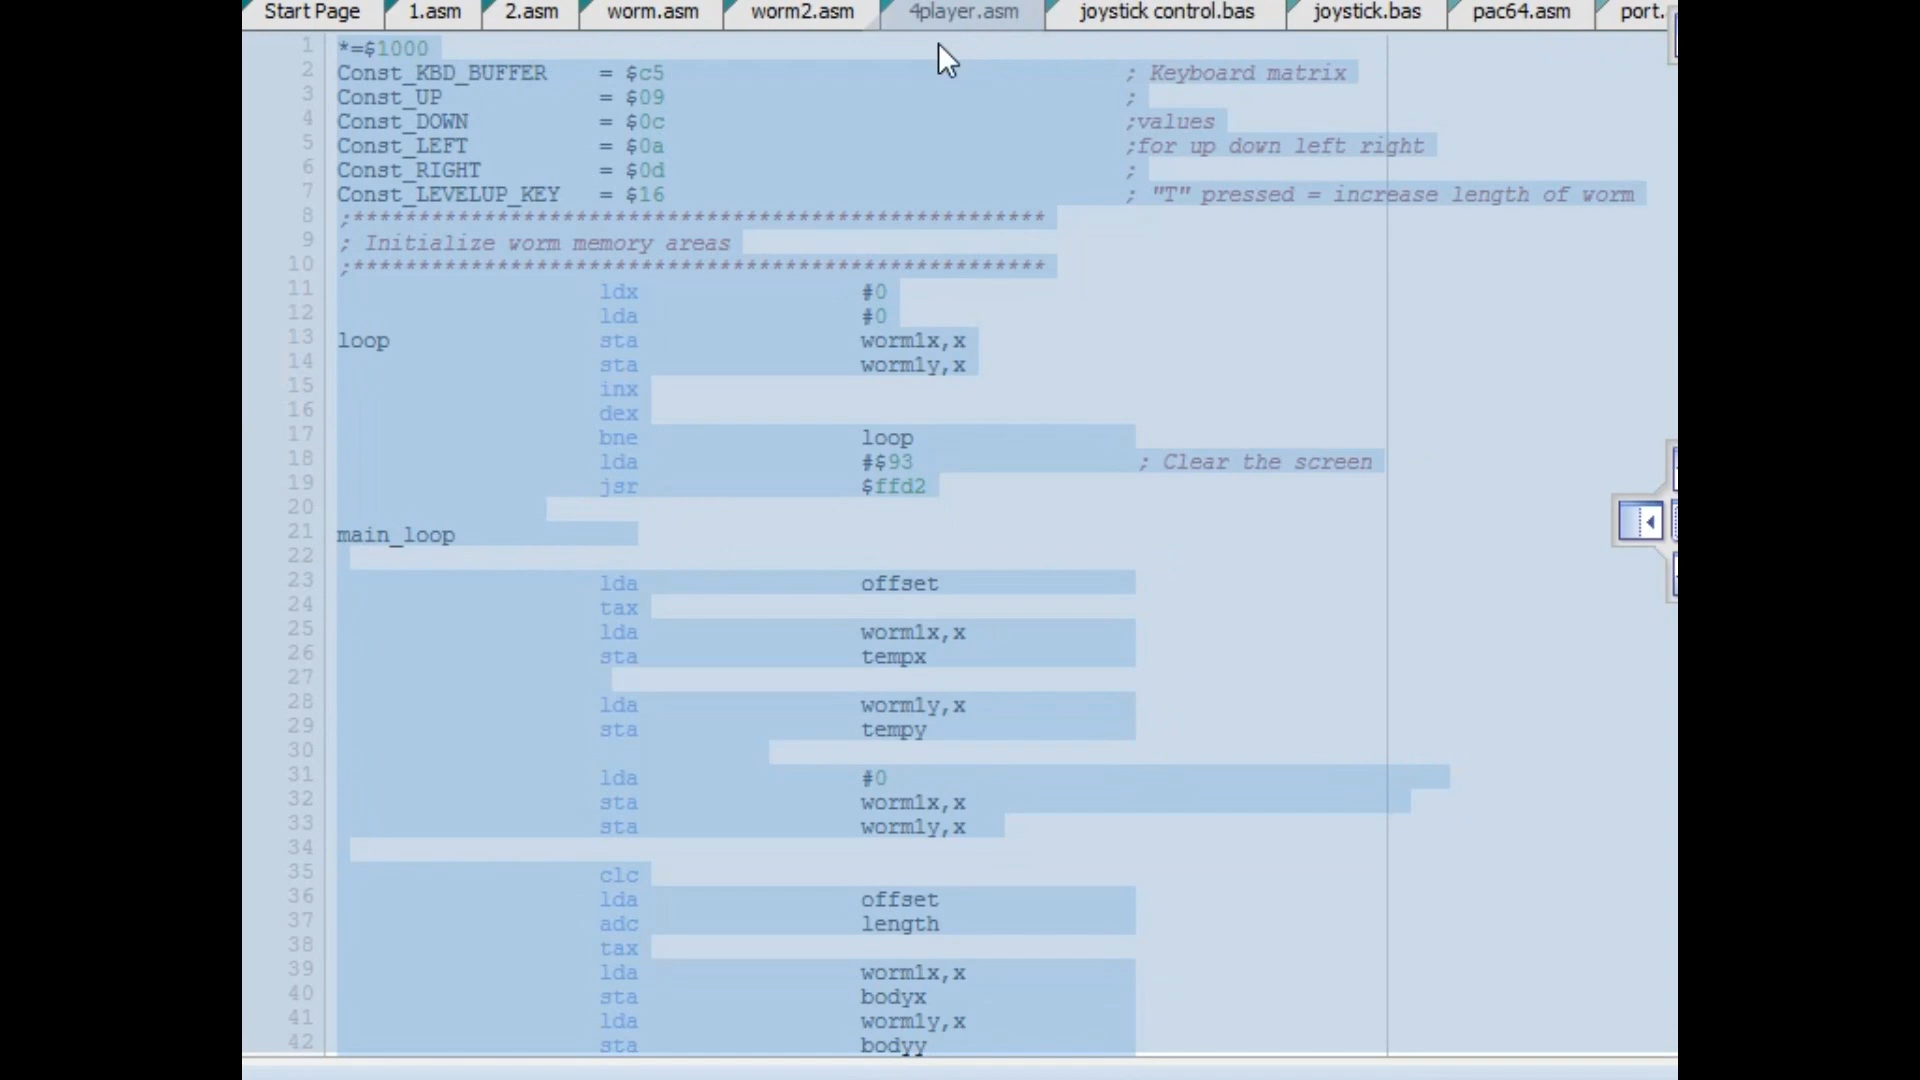 Start Page 1.asm 2.asm worm.asm worm2.asm 4player.asm joystick control.bas joystick.bas pac64.asm port.
1 *=$1000
2 Const_KBD_BUFFER = $c5 ; Keyboard matrix
3 Const_UP = $09 ;
4 Const_DOWN = $0c ;values
5 Const_LEFT = $0a ;for up down left right
6 Const_RIGHT = $0d ;
7 Const_LEVELUP_KEY = $16 ; "T" pressed = increase length of worm
8 ;*****************************************************
9 ; Initialize worm memory areas
10 ;*****************************************************
11 ldx #0
12 lda #0
13 loop sta worm1x,x
14 sta worm1y,x
15 inx
16 dex
17 bne loop
18 lda #$93 ; Clear the screen
19 jsr $ffd2
20
21 main_loop
22
23 lda offset
24 tax
25 lda worm1x,x
26 sta tempx
27
28 lda worm1y,x
29 sta tempy
30
31 lda #0
32 sta worm1x,x
33 sta worm1y,x
34
35 clc
36 lda offset
37 adc length
38 tax
39 lda worm1x,x
40 sta bodyx
41 lda worm1y,x
42 sta bodyy